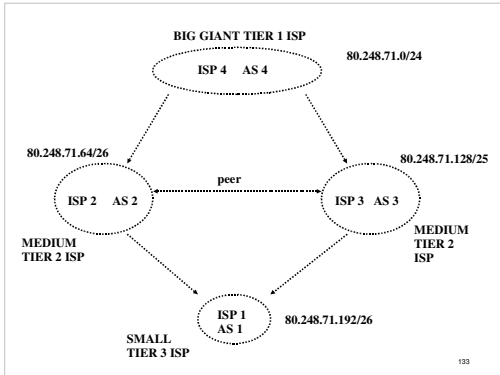 BIG GIANT TIER 1 ISP
80.248.71.0/24
ISP 4 AS 4
80.248.71.64/26
80.248.71.128/25
peer
ISP 2 AS 2
ISP 3 AS 3
MEDIUM
TIER 2 ISP
MEDIUM
TIER 2
ISP
ISP 1
AS 1
80.248.71.192/26
SMALL
TIER 3 ISP
133